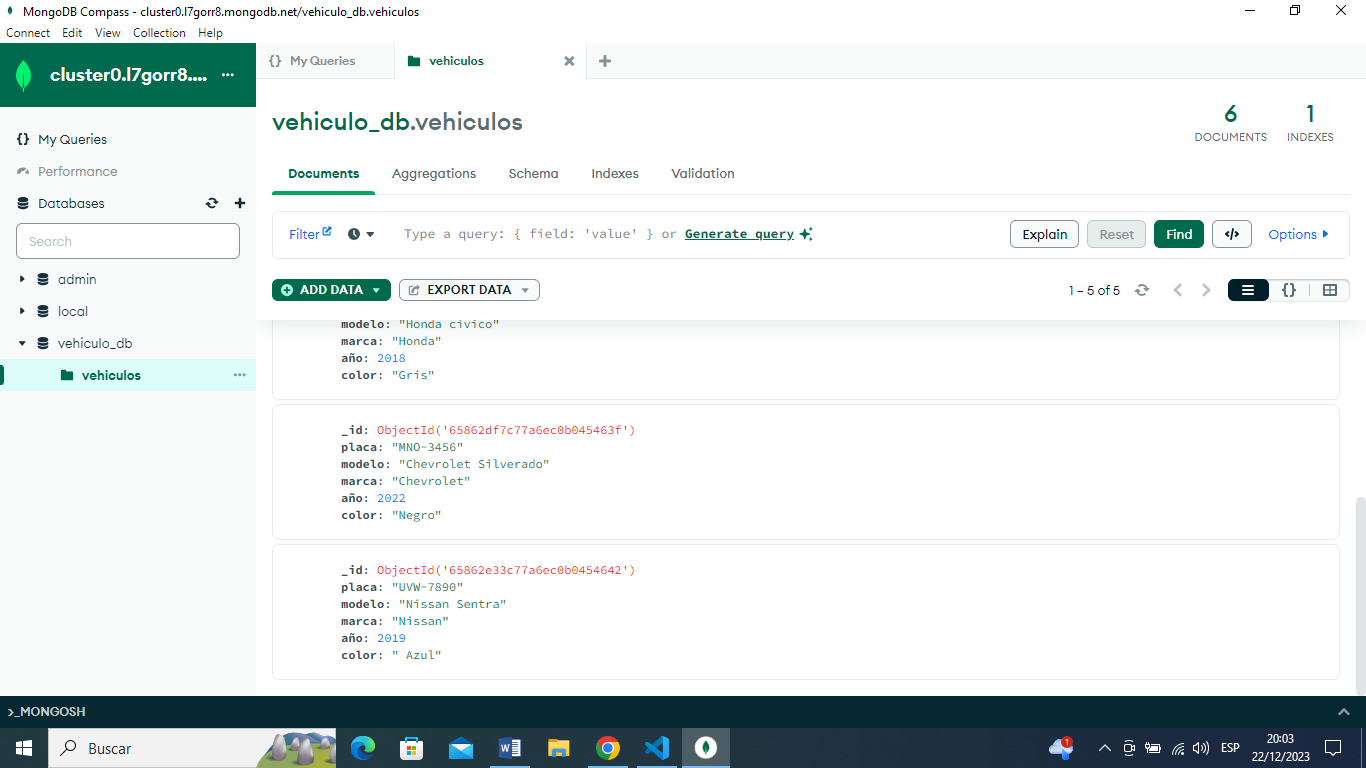 MongoDB Compass - cluster0.l7gorr8.mongodb.net/vehiculo_db.vehiculos
Connect Edit View Collection Help
cluster0.l7gorr8.... ...
{} My Queries
vehiculos
{} My Queries
Performance
Databases
Search
admin
local
vehiculo_db
vehiculos ...
vehiculo_db.vehiculos
6
DOCUMENTS
1
INDEXES
Documents Aggregations Schema Indexes Validation
Filter
Type a query: { field: 'value' } or Generate query
Explain Reset Find </> Options
ADD DATA EXPORT DATA
1 – 5 of 5
{}
modelo: "Honda civico"
marca: "Honda"
año: 2018
color: "Gris"
_id: ObjectId('65862df7c77a6ec0b045463f')
placa: "MNO-3456"
modelo: "Chevrolet Silverado"
marca: "Chevrolet"
año: 2022
color: "Negro"
_id: ObjectId('65862e33c77a6ec0b0454642')
placa: "UVW-7890"
modelo: "Nissan Sentra"
marca: "Nissan"
año: 2019
color: " Azul"
>_MONGOSH
Buscar
1
ESP
20:03
22/12/2023